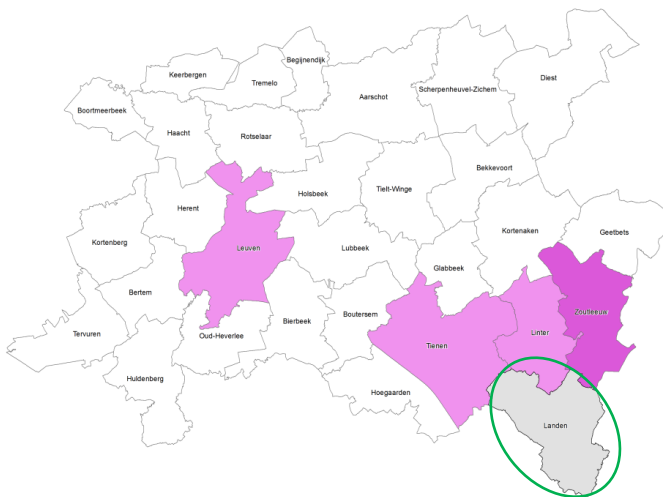 Begijnendijk
Keerbergen
Tremelo
Diest
Scherpenheuvel-Zichem
Aarschot
Boortmeerbeek
Haacht
Rotselaar
Bekkevoort
Tielt-Winge
Holsbeek
Herent
Kortenaken
Geetbets
Kortenberg
Leuven
Lubbeek
Glabbeek
Bertem
Zoutleeuw
Boutersem
Bierbeek
Linter
Tervuren
Oud-Heverlee
Tienen
Huldenberg
Hoegaarden
Landen